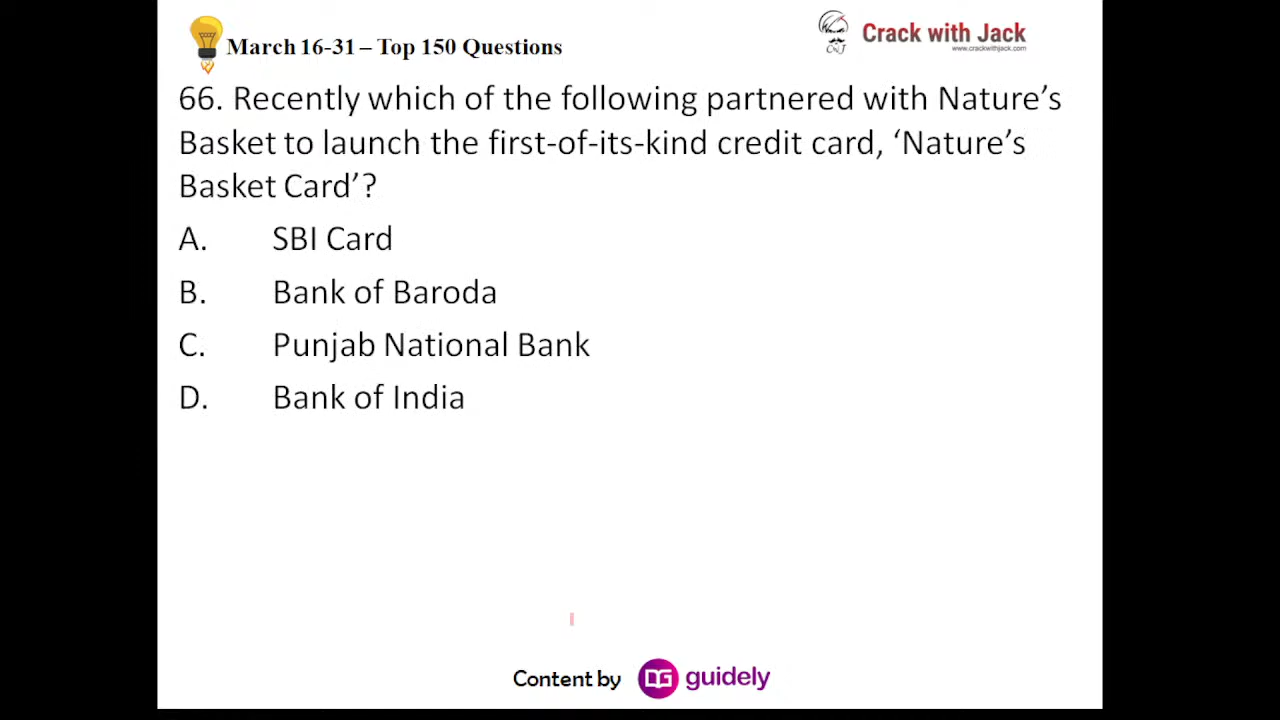 March 16-31 – Top 150 Questions
Crack with Jack
www.crackwithjack.com
66. Recently which of the following partnered with Nature’s
Basket to launch the first-of-its-kind credit card, ‘Nature’s
Basket Card’?
A. SBI Card
B. Bank of Baroda
C. Punjab National Bank
D. Bank of India
Content by guidely